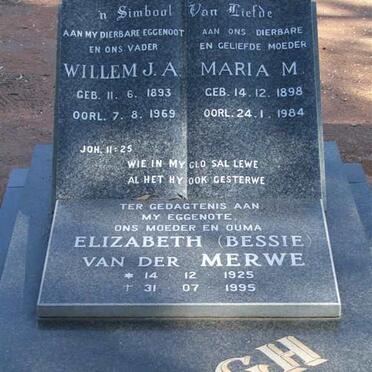 'n Simbool Van Liefde
AAN MY DIERBARE EGGENOOT
EN ONS VADER
WILLEM J.A.
GEB. 11. 6. 1893
OORL. 7. 8. 1969
AAN ONS DIERBARE
EN GELIEFDE MOEDER
MARIA M.
GEB. 14. 12. 1898
OORL. 24. 1. 1984
JOH. 11:25
WIE IN MY GLO SAL LEWE
AL HET HY OOK GESTERWE
TER GEDAGTENIS AAN
MY EGGENOTE,
ONS MOEDER EN OUMA
ELIZABETH (BESSIE)
VAN DER MERWE
* 14 12 1925
† 31 07 1995
GH